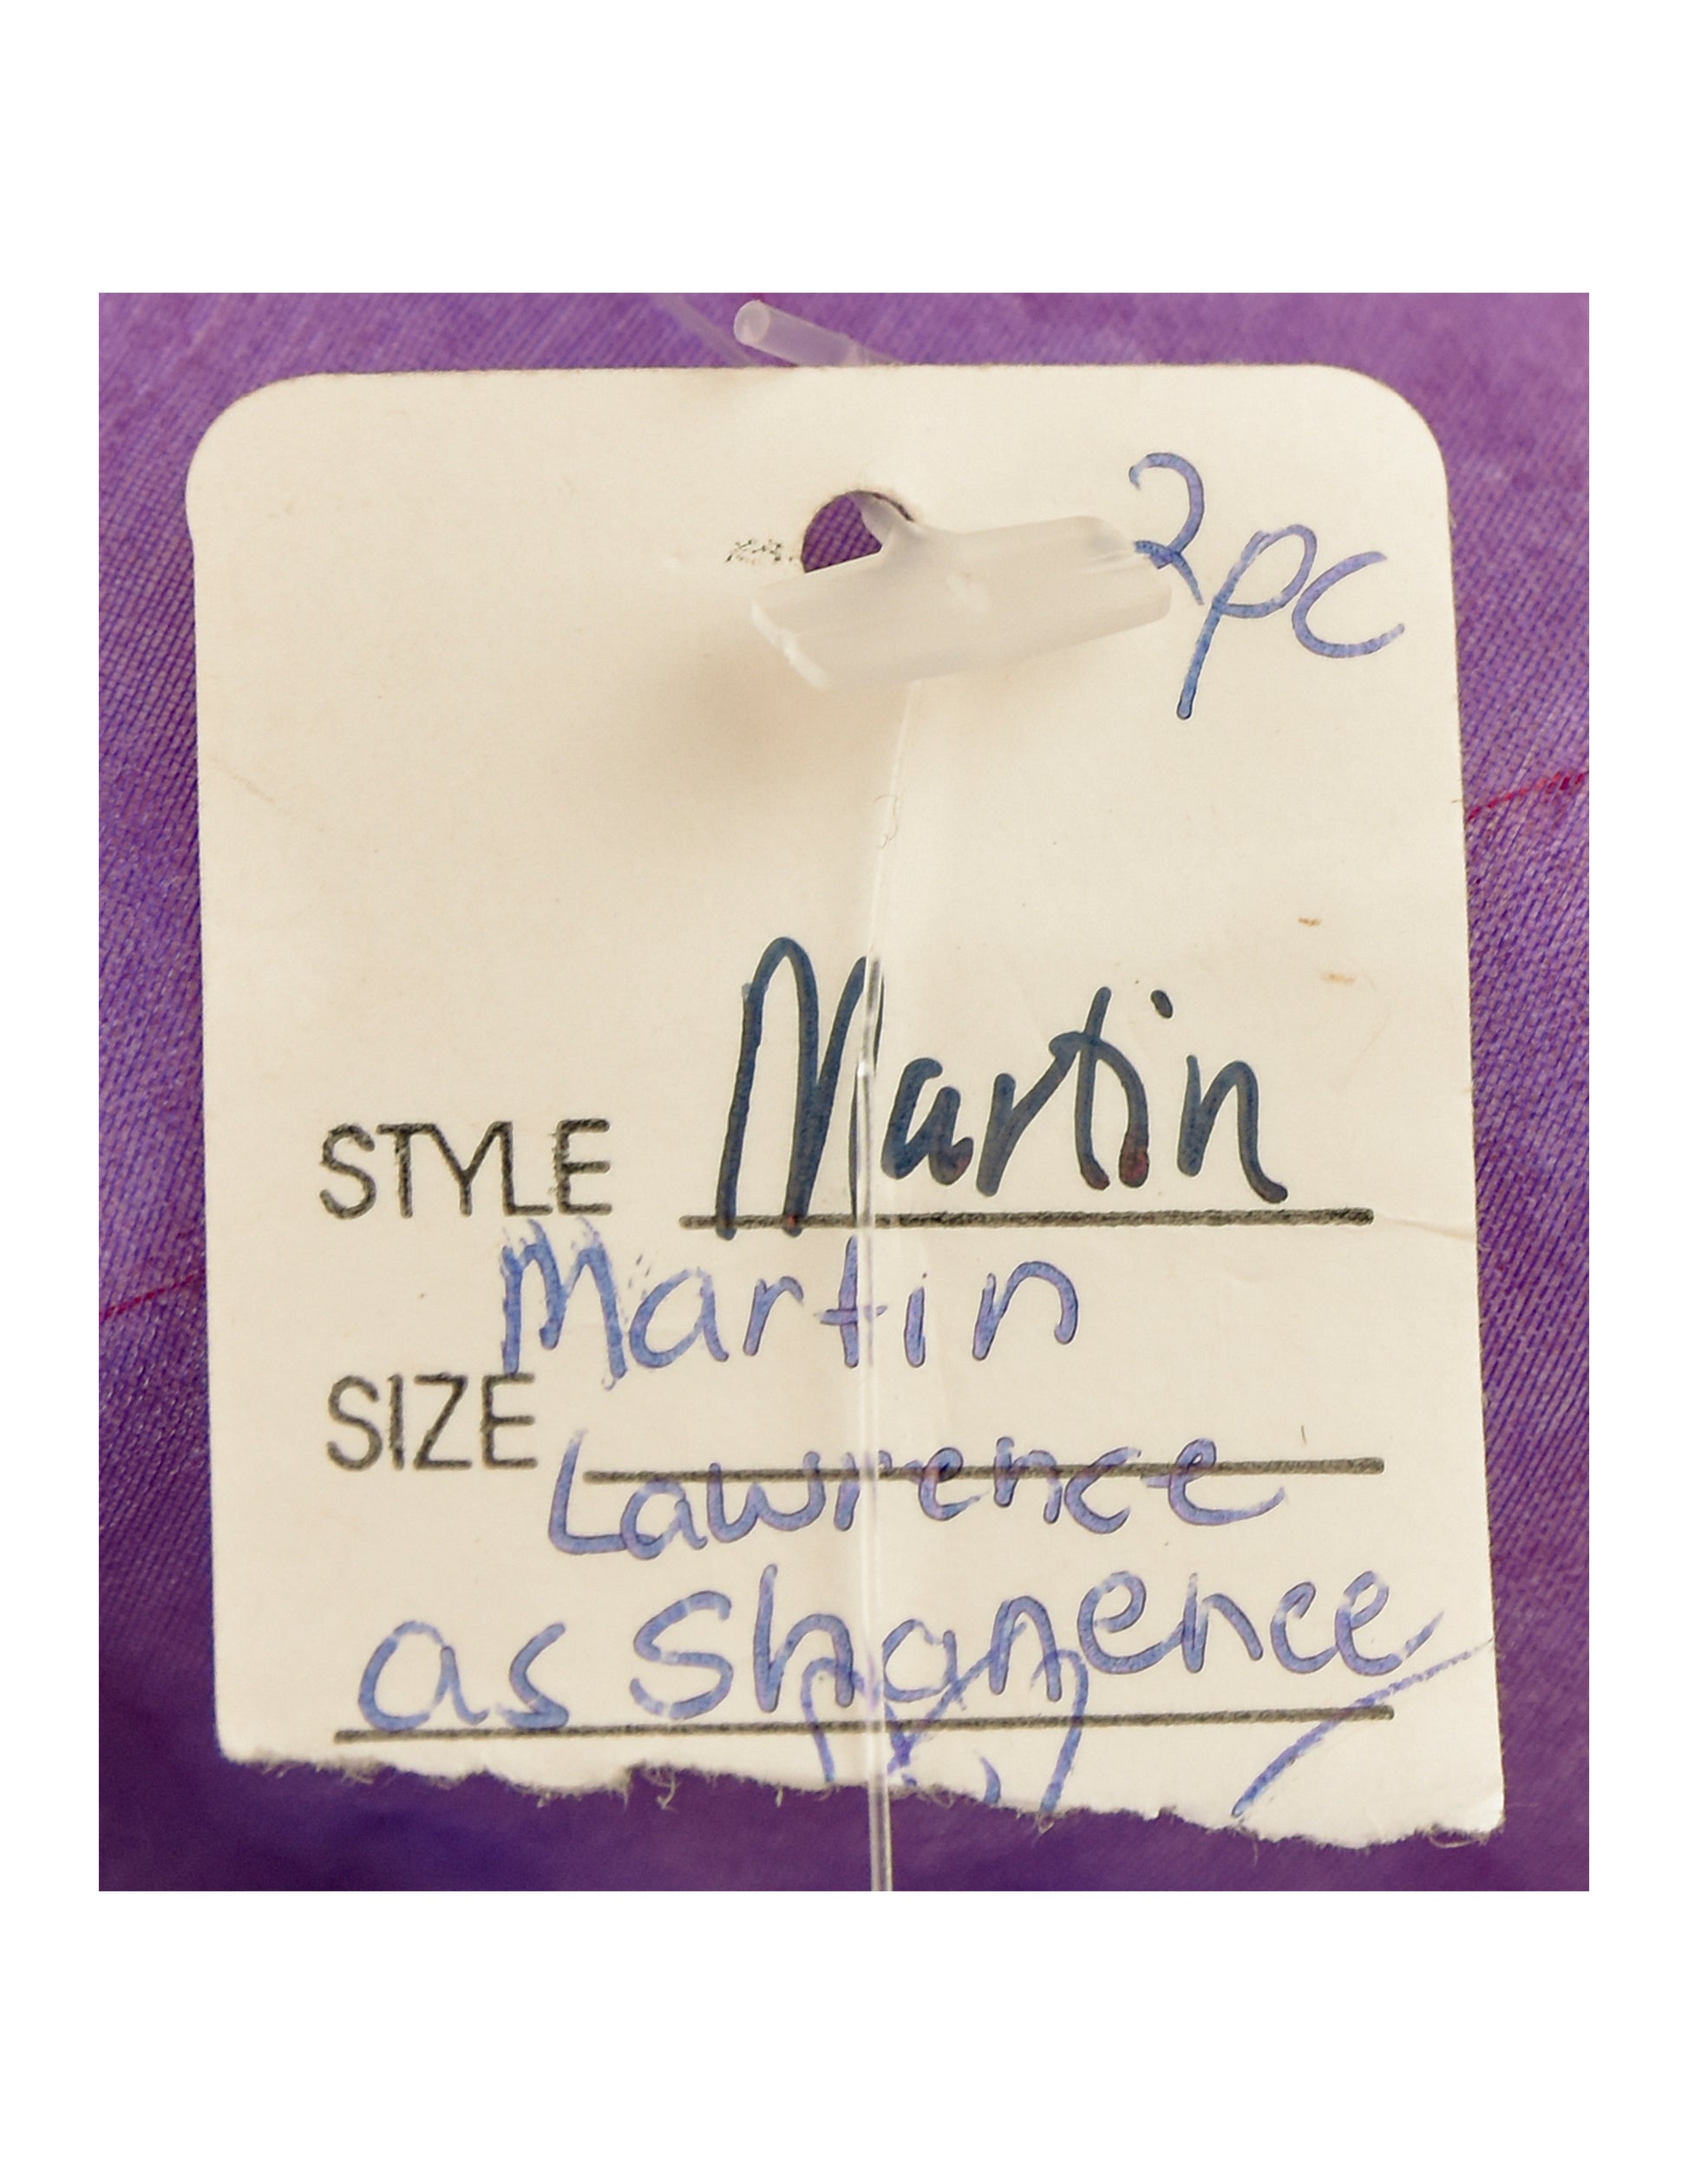 2pc
STYLE Martin
Martin
SIZE
Lawrence
as Shanence